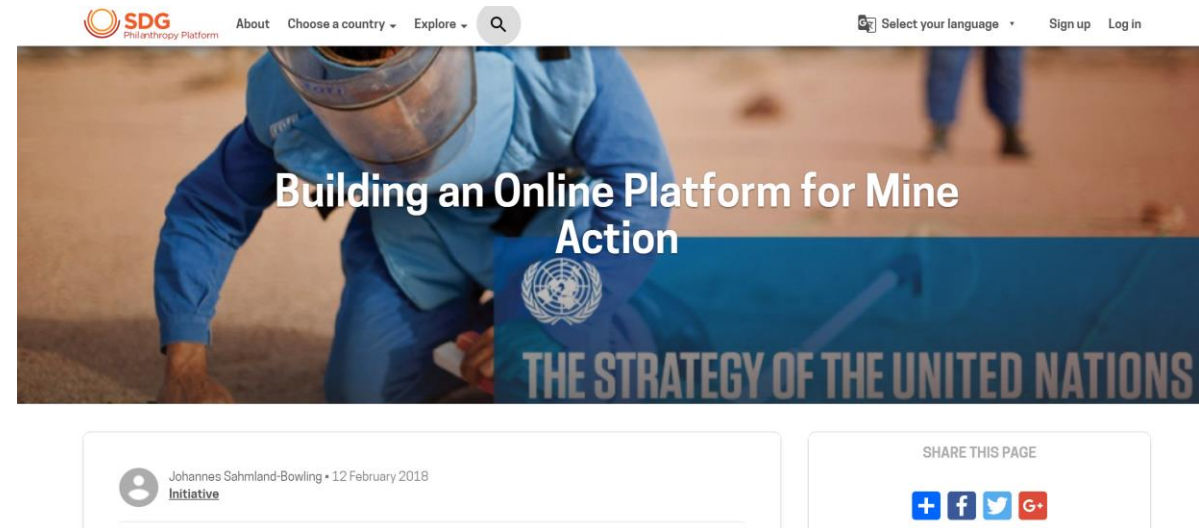 SDG
Philanthropy Platform
About Choose a country Explore
Select your language
Sign up Log in
Building an Online Platform for Mine
Action
THE STRATEGY OF THE UNITED NATIONS
Johannes Sahmland-Bowling • 12 February 2018
Initiative
SHARE THIS PAGE